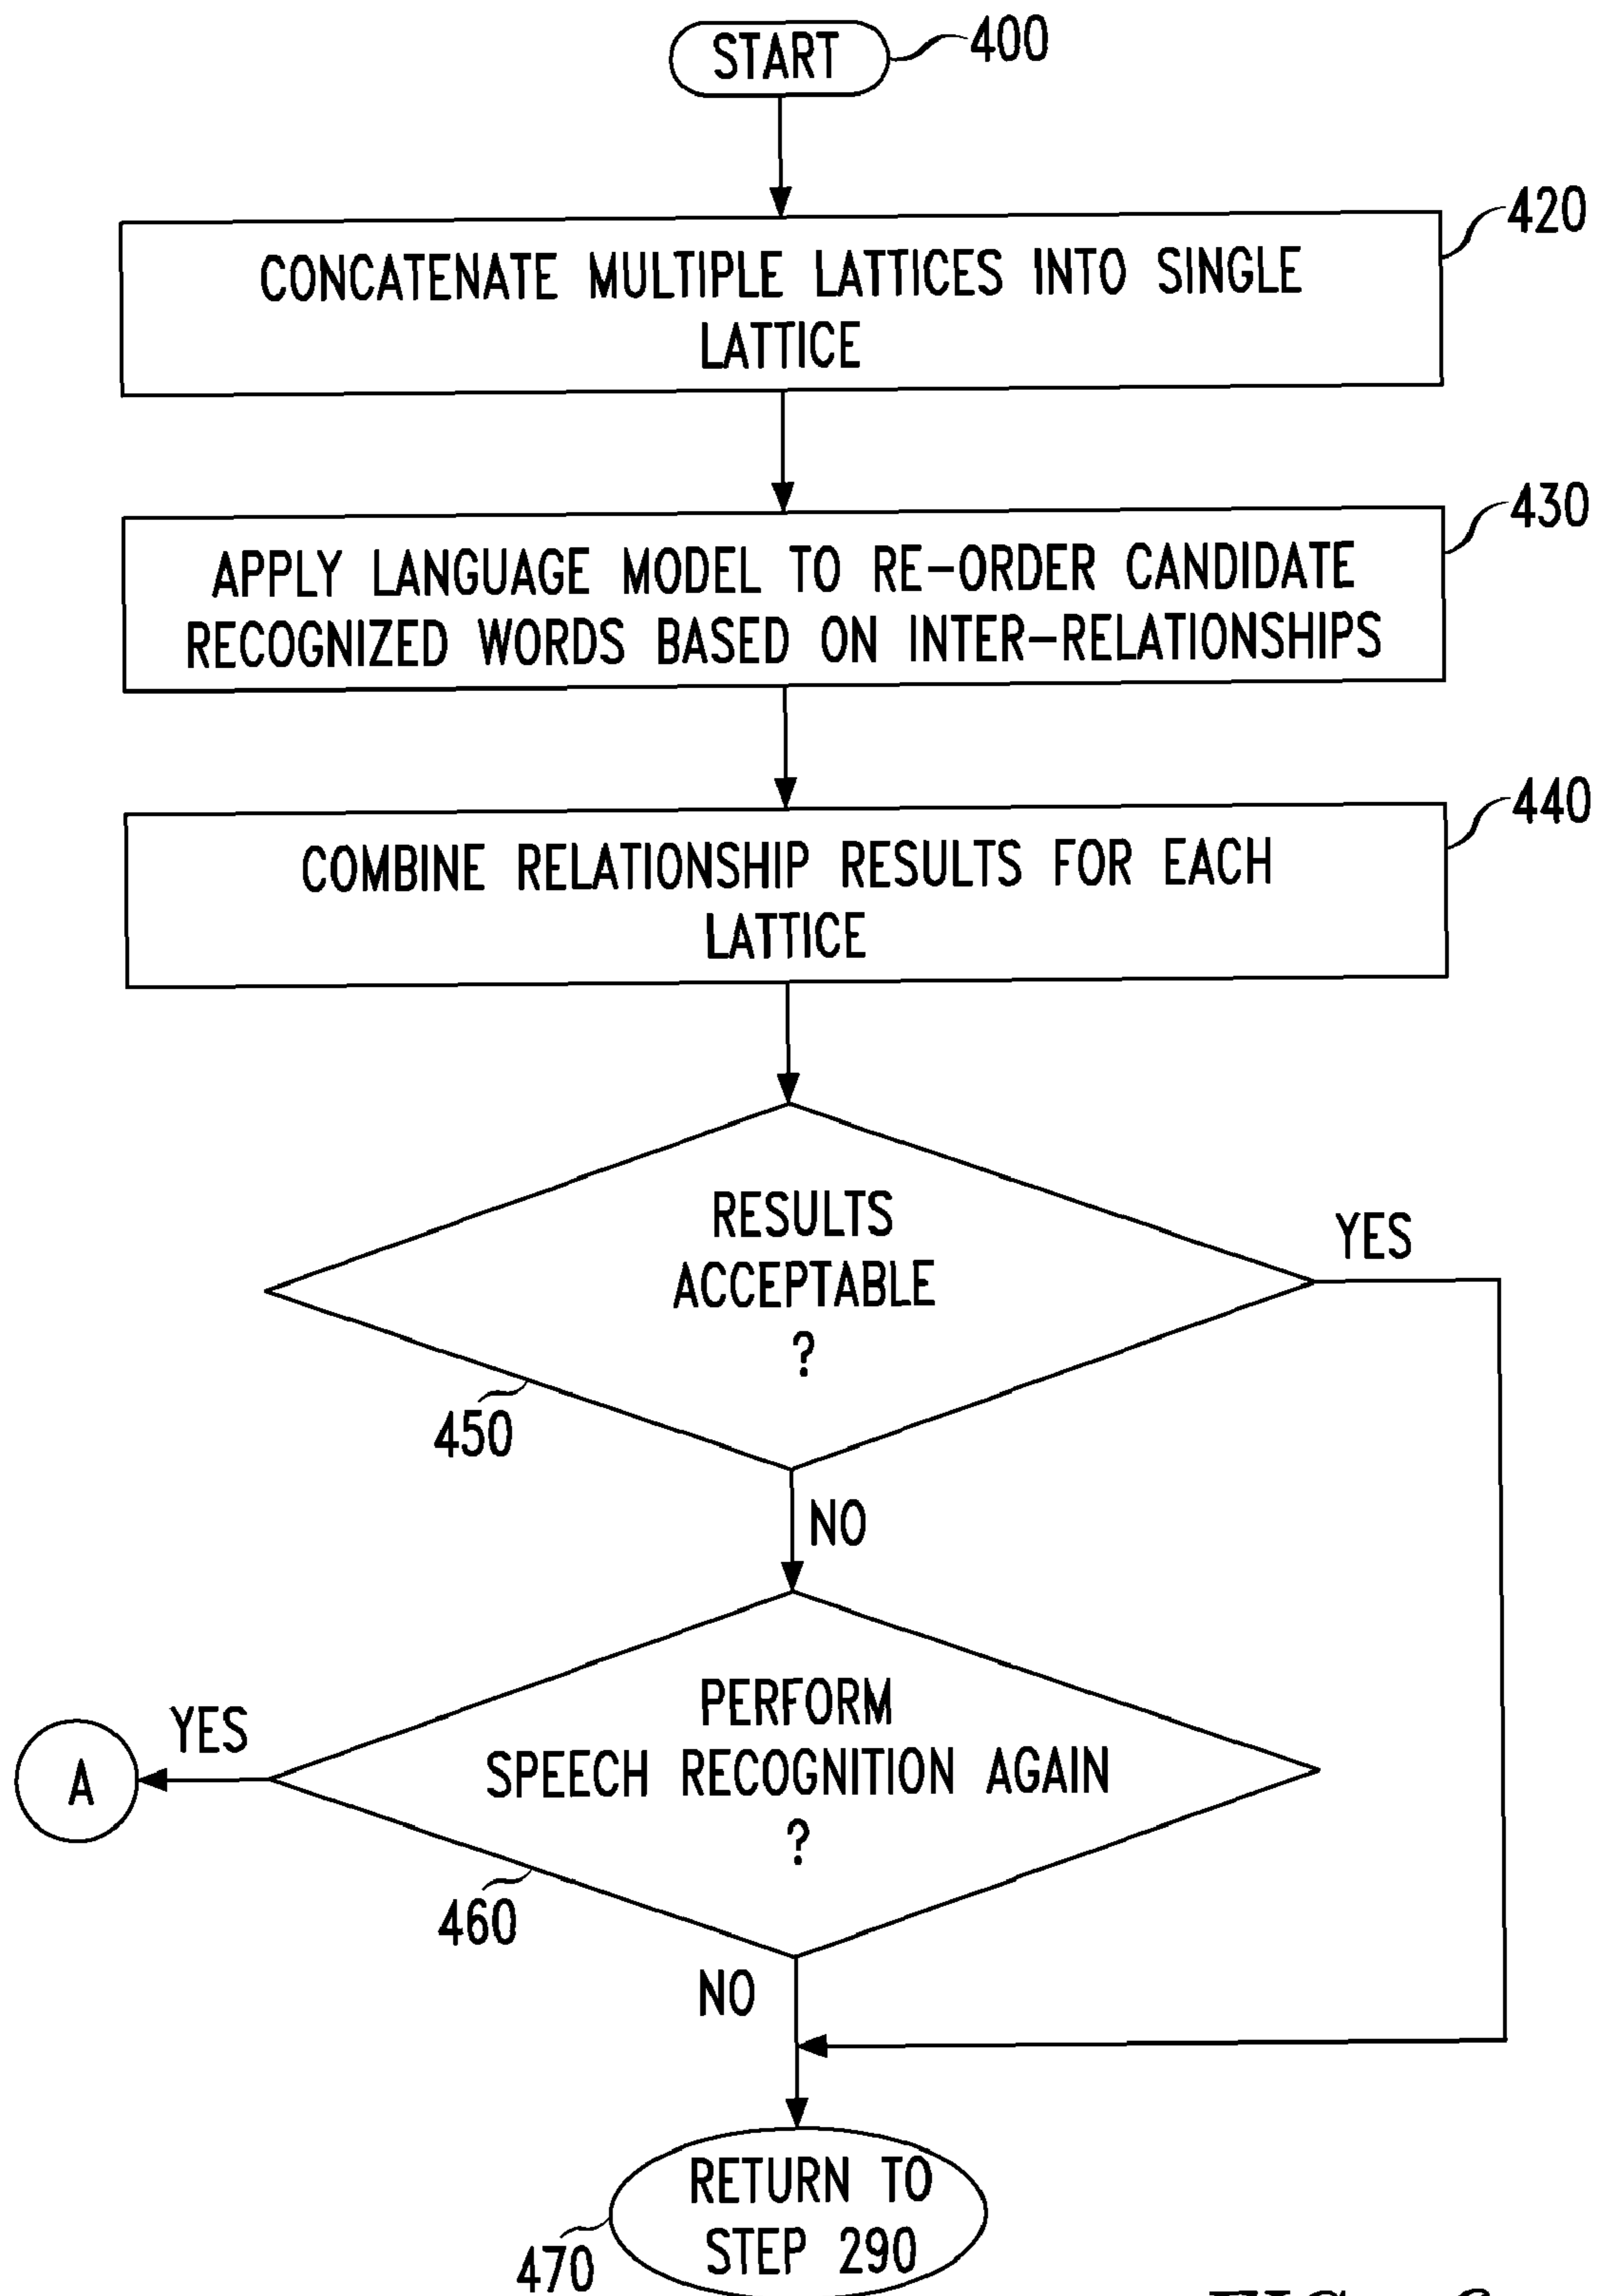 START
400
420
CONCATENATE MULTIPLE LATTICES INTO SINGLE
LATTICE
430
APPLY LANGUAGE MODEL TO RE-ORDER CANDIDATE
RECOGNIZED WORDS BASED ON INTER-RELATIONSHIPS
440
COMBINE RELATIONSHIP RESULTS FOR EACH
LATTICE
RESULTS
ACCEPTABLE
?
YES
450
NO
PERFORM
SPEECH RECOGNITION AGAIN
?
YES
A
460
NO
RETURN TO
STEP 290
470